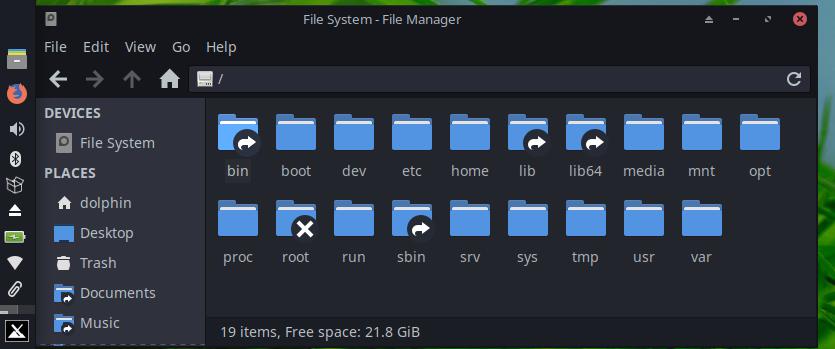 File System - File Manager
File Edit View Go Help
/
DEVICES
File System
PLACES
dolphin
Desktop
Trash
Documents
Music
bin boot dev etc home lib lib64 media mnt opt
proc root run sbin srv sys tmp usr var
19 items, Free space: 21.8 GiB